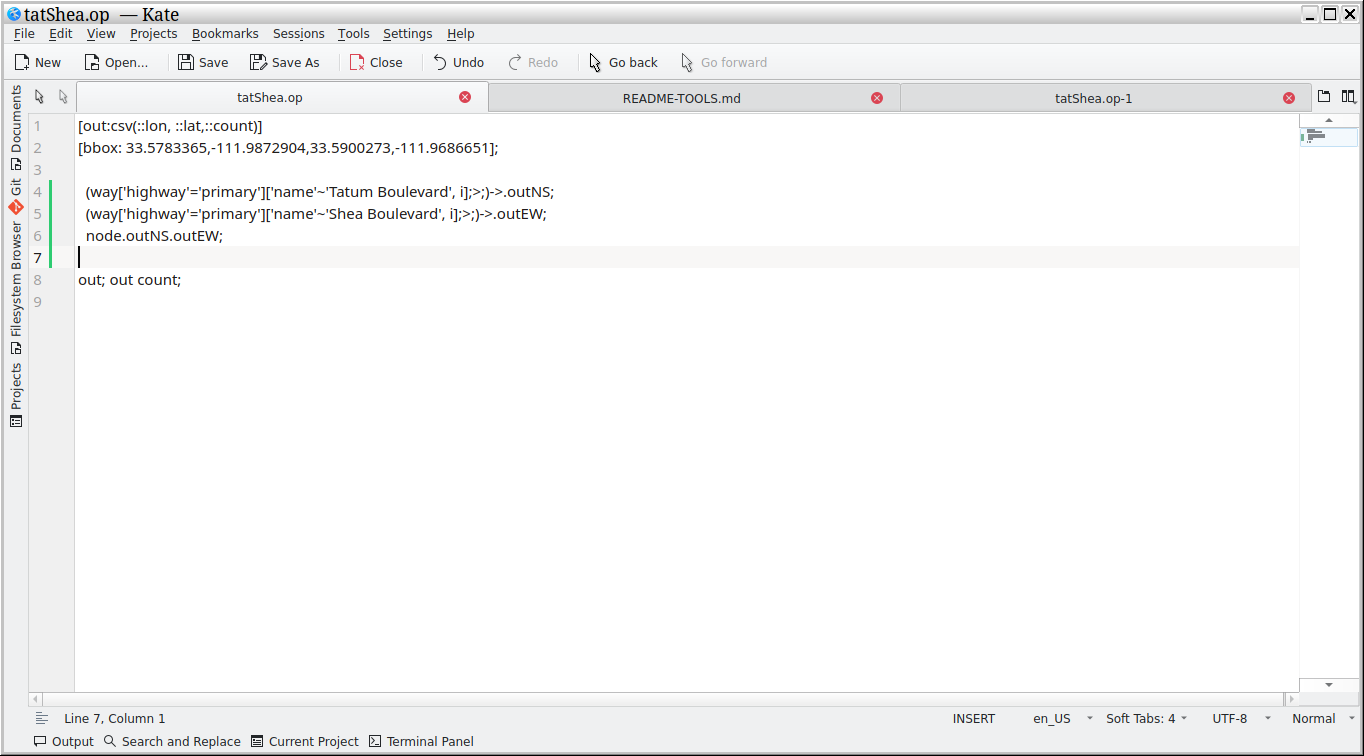 tatShea.op — Kate
File Edit View Projects Bookmarks Sessions Tools Settings Help
New Open... Save Save As Close Undo Redo Go back Go forward
tatShea.op README-TOOLS.md tatShea.op-1
Documents
Git
Filesystem Browser
Projects
1 [out:csv(::lon, ::lat,::count)]
2 [bbox: 33.5783365,-111.9872904,33.5900273,-111.9686651];
3
4 (way['highway'='primary']['name'~'Tatum Boulevard', i];>;)->.outNS;
5 (way['highway'='primary']['name'~'Shea Boulevard', i];>;)->.outEW;
6 node.outNS.outEW;
7
8 out; out count;
9
Line 7, Column 1 INSERT en_US Soft Tabs: 4 UTF-8 Normal
Output Search and Replace Current Project Terminal Panel